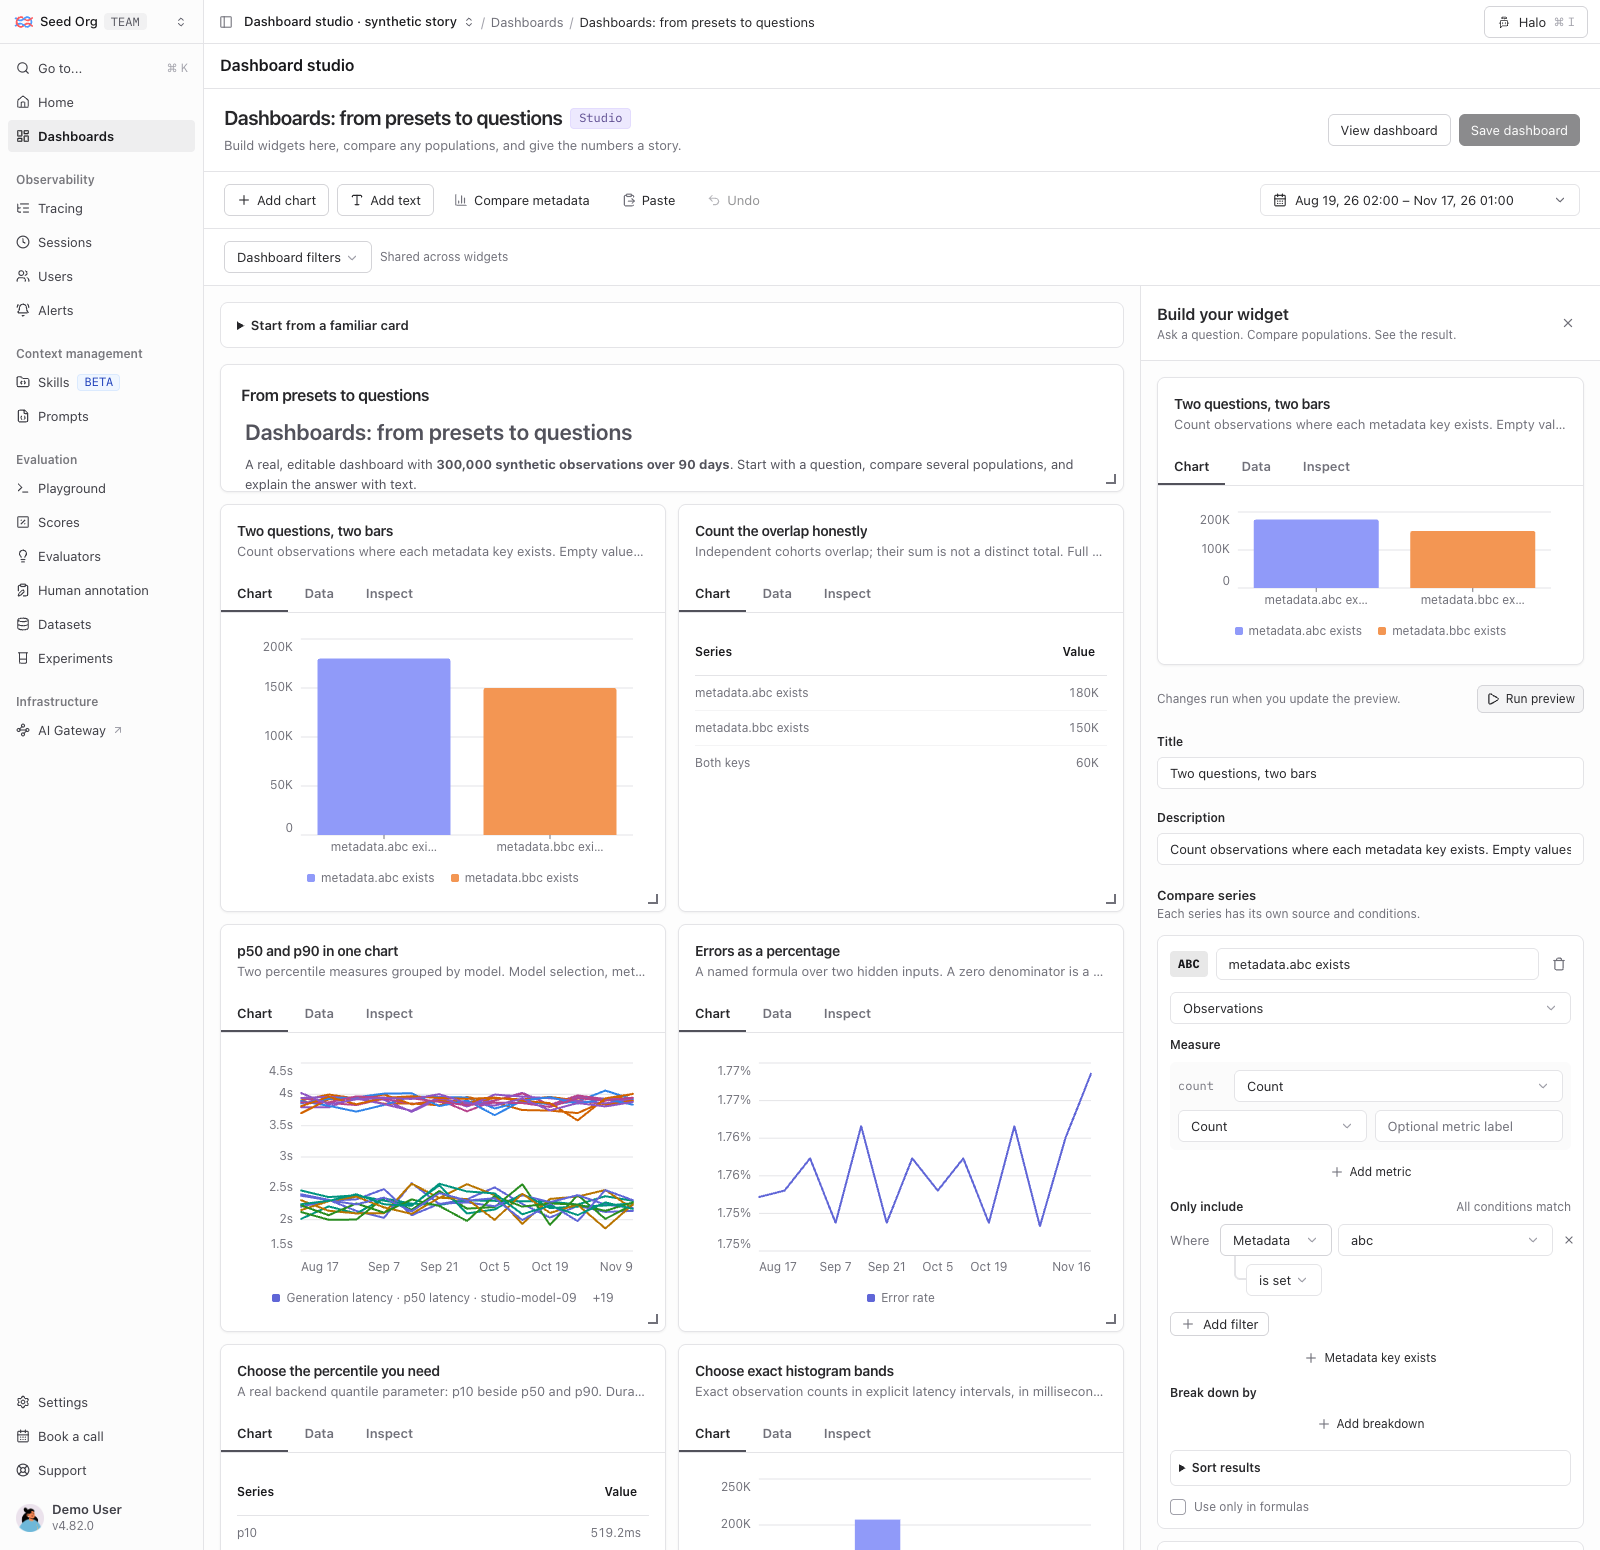 Seed Org TEAM
Dashboard studio · synthetic story / Dashboards / Dashboards: from presets to questions
Halo ⌘ I
Go to... ⌘ K
Home
Dashboards
Observability
Tracing
Sessions
Users
Alerts
Context management
Skills BETA
Prompts
Evaluation
Playground
Scores
Evaluators
Human annotation
Datasets
Experiments
Infrastructure
AI Gateway
Settings
Book a call
Support
Demo User
v4.82.0
Dashboard studio
Dashboards: from presets to questions Studio
Build widgets here, compare any populations, and give the numbers a story.
View dashboard
Save dashboard
Add chart
Add text
Compare metadata
Paste
Undo
Aug 19, 26 02:00 – Nov 17, 26 01:00
Dashboard filters
Shared across widgets
Start from a familiar card
From presets to questions
Dashboards: from presets to questions
A real, editable dashboard with 300,000 synthetic observations over 90 days. Start with a question, compare several populations, and
explain the answer with text.
Two questions, two bars
Count observations where each metadata key exists. Empty value...
Chart Data Inspect
200K
150K
100K
50K
0
metadata.abc exi... metadata.bbc exi...
metadata.abc exists metadata.bbc exists
Count the overlap honestly
Independent cohorts overlap; their sum is not a distinct total. Full ...
Chart Data Inspect
Series Value
metadata.abc exists 180K
metadata.bbc exists 150K
Both keys 60K
p50 and p90 in one chart
Two percentile measures grouped by model. Model selection, met...
Chart Data Inspect
4.5s
4s
3.5s
3s
2.5s
2s
1.5s
Aug 17 Sep 7 Sep 21 Oct 5 Oct 19 Nov 9
Generation latency · p50 latency · studio-model-09 +19
Errors as a percentage
A named formula over two hidden inputs. A zero denominator is a ...
Chart Data Inspect
1.77%
1.77%
1.76%
1.76%
1.75%
1.75%
Aug 17 Sep 7 Sep 21 Oct 5 Oct 19 Nov 16
Error rate
Choose the percentile you need
A real backend quantile parameter: p10 beside p50 and p90. Dura...
Chart Data Inspect
Series Value
p10 519.2ms
Choose exact histogram bands
Exact observation counts in explicit latency intervals, in millisecon...
Chart Data Inspect
250K
200K
Build your widget
Ask a question. Compare populations. See the result.
Two questions, two bars
Count observations where each metadata key exists. Empty val...
Chart Data Inspect
200K
100K
0
metadata.abc ex... metadata.bbc ex...
metadata.abc exists metadata.bbc exists
Changes run when you update the preview.
Run preview
Title
Two questions, two bars
Description
Count observations where each metadata key exists. Empty values
Compare series
Each series has its own source and conditions.
ABC metadata.abc exists
Observations
Measure
count Count
Count Optional metric label
Add metric
Only include All conditions match
Where Metadata abc
is set
Add filter
Metadata key exists
Break down by
Add breakdown
Sort results
Use only in formulas